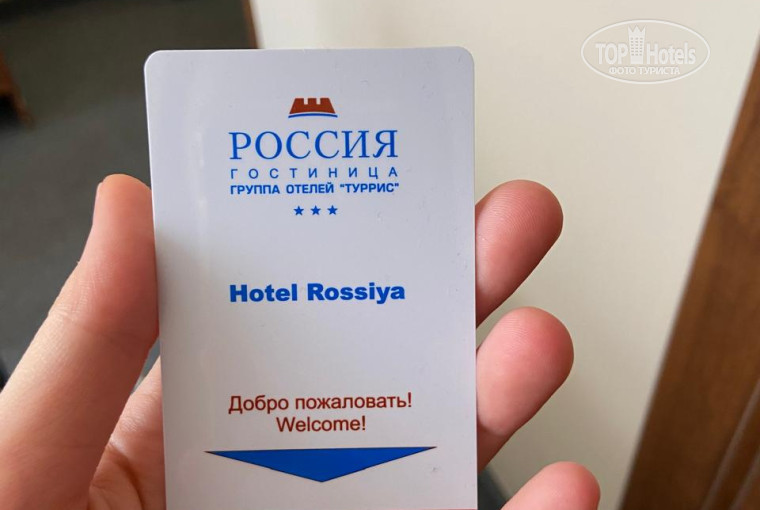 РОССИЯ
ГОСТИНИЦА
ГРУППА ОТЕЛЕЙ "ТУРРИС"
Hotel Rossiya
Добро пожаловать!
Welcome!
TOP Hotels
ФОТО ТУРИСТА